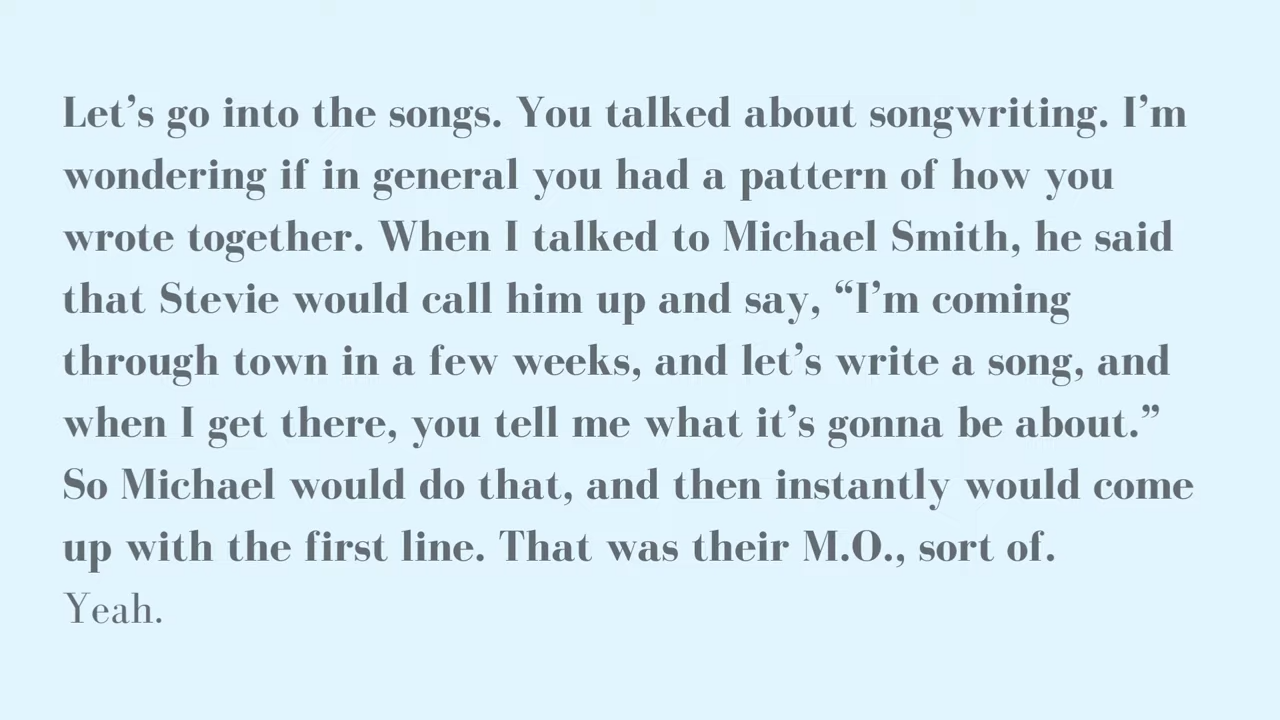 Let’s go into the songs. You talked about songwriting. I’m
wondering if in general you had a pattern of how you
wrote together. When I talked to Michael Smith, he said
that Stevie would call him up and say, “I’m coming
through town in a few weeks, and let’s write a song, and
when I get there, you tell me what it’s gonna be about.”
So Michael would do that, and then instantly would come
up with the first line. That was their M.O., sort of.
Yeah.